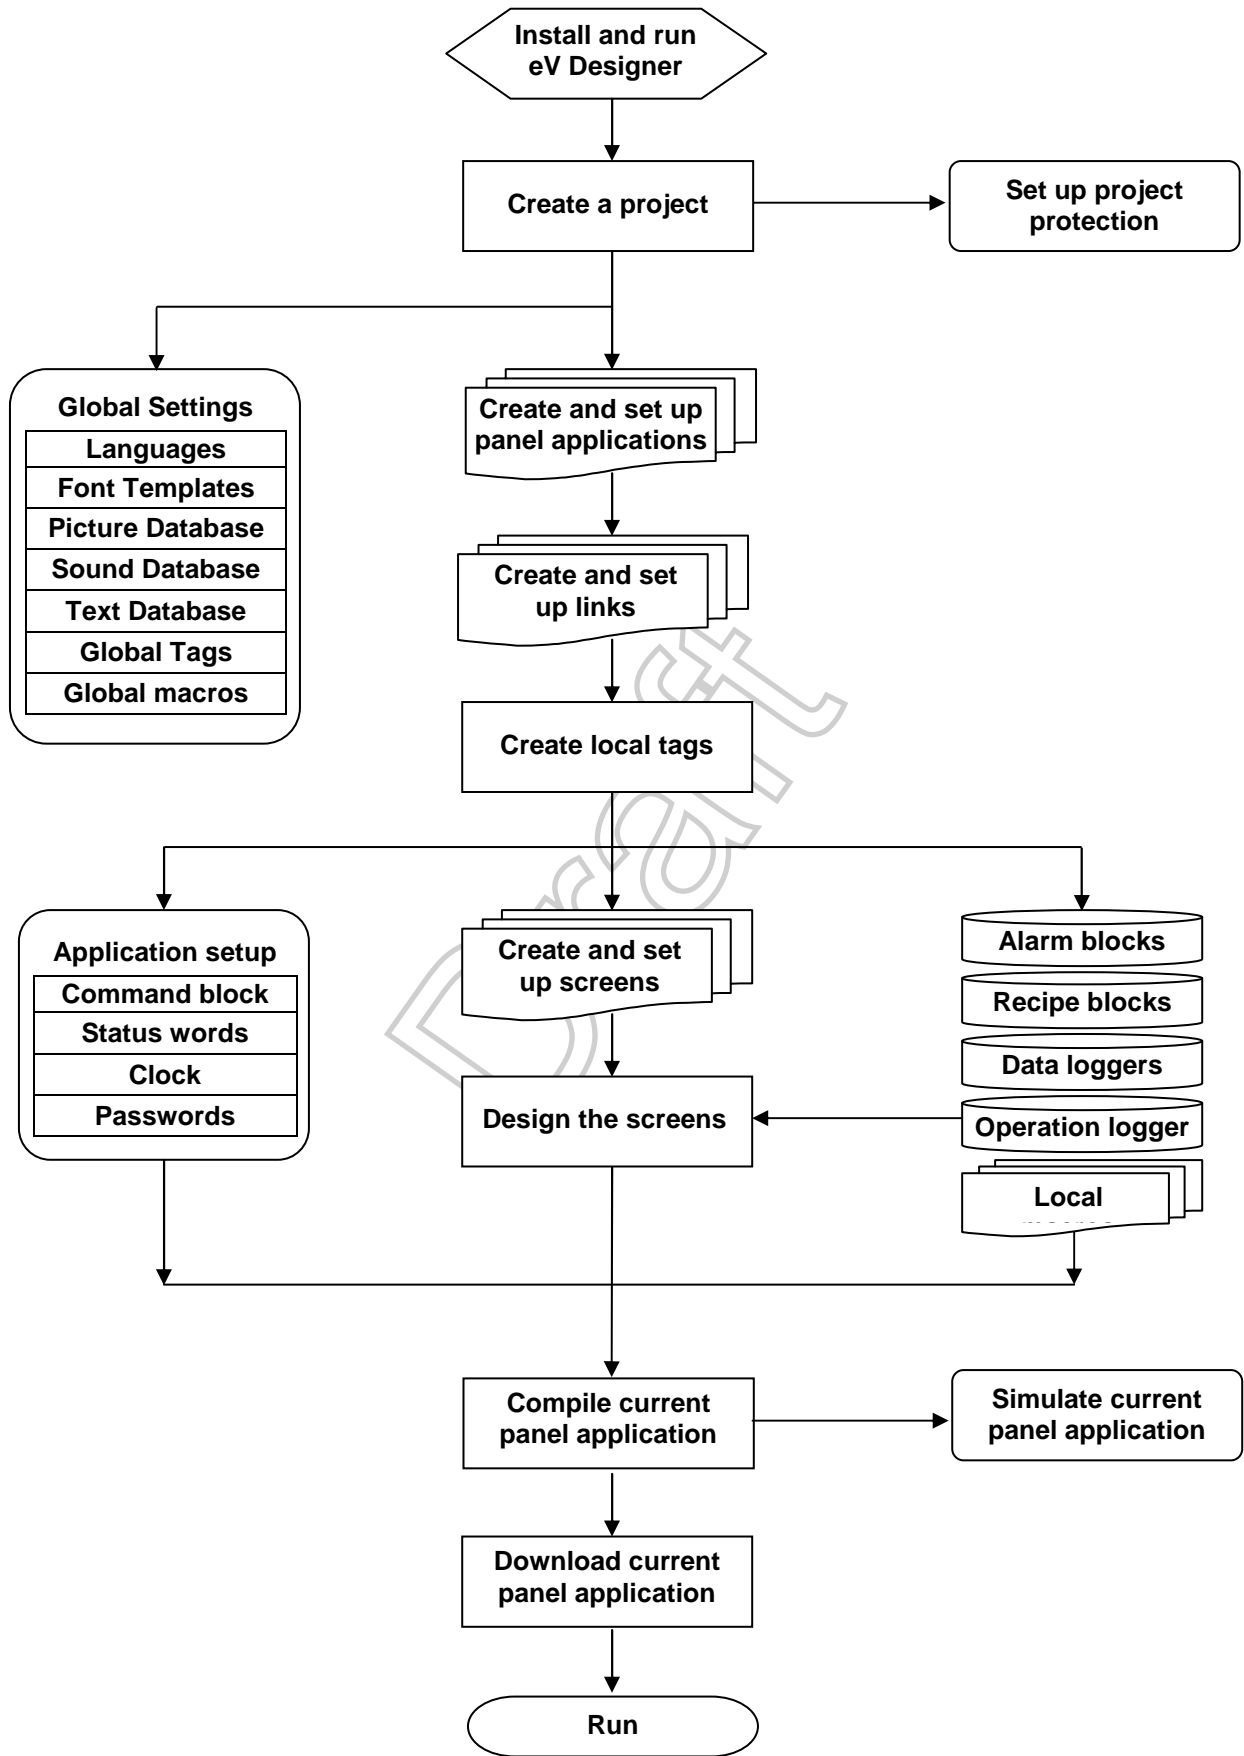 Install and run
eV Designer
Create a project
Set up project
protection
Global Settings
Languages
Font Templates
Picture Database
Sound Database
Text Database
Global Tags
Global macros
Create and set up
panel applications
Create and set
up links
Create local tags
Draft
Application setup
Command block
Status words
Clock
Passwords
Create and set
up screens
Design the screens
Alarm blocks
Recipe blocks
Data loggers
Operation logger
Local
Compile current
panel application
Simulate current
panel application
Download current
panel application
Run